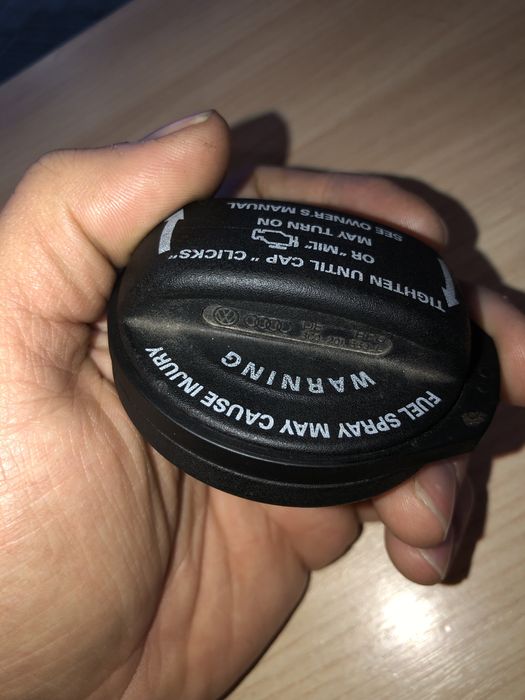 TIGHTEN UNTIL CAP " CLICKS"
OR "MIL"
MAY TURN ON
SEE OWNER'S MANUAL
WARNING
FUEL SPRAY MAY CAUSE INJURY